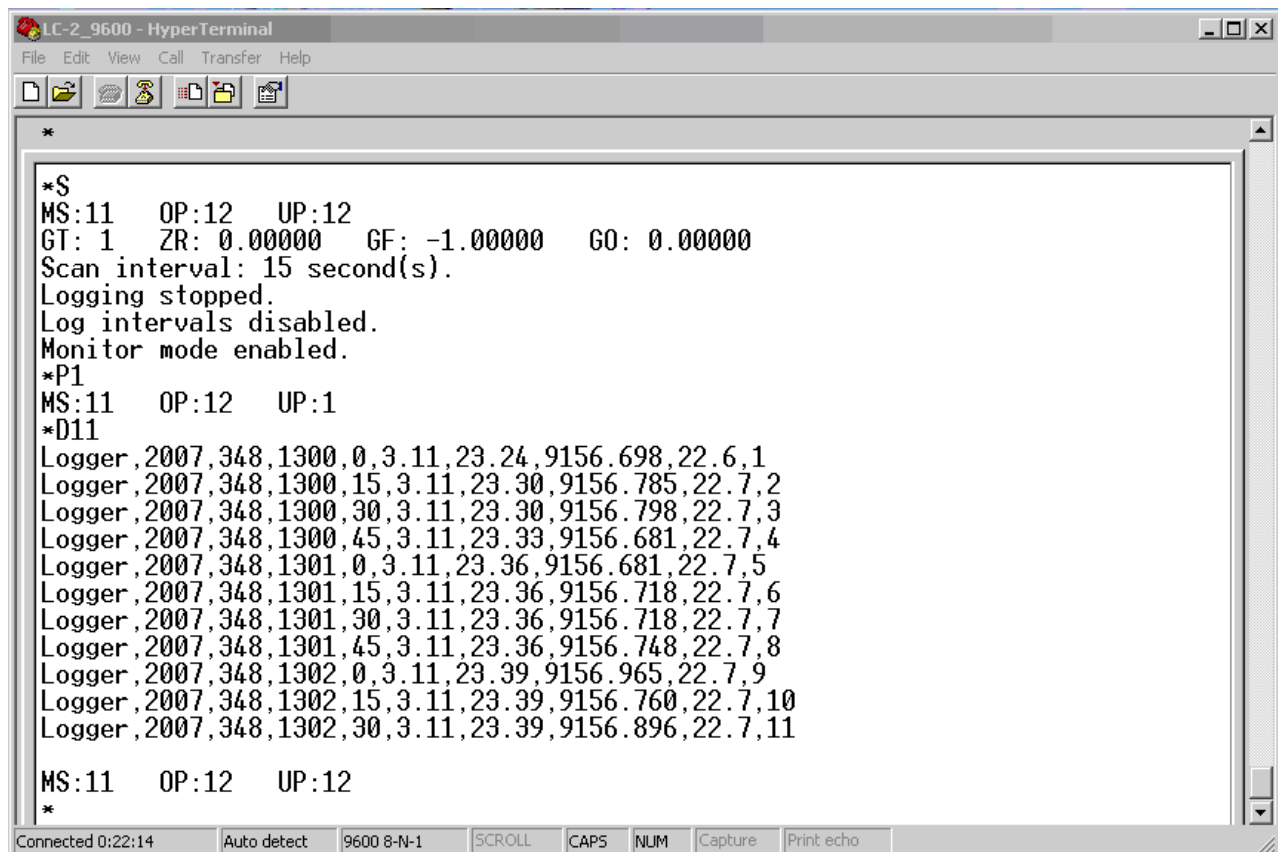 LC-2_9600 - HyperTerminal
File Edit View Call Transfer Help
*
*S
MS:11 OP:12 UP:12
GT: 1 ZR: 0.00000 GF: -1.00000 GO: 0.00000
Scan interval: 15 second(s).
Logging stopped.
Log intervals disabled.
Monitor mode enabled.
*P1
MS:11 OP:12 UP:1
*D11
Logger,2007,348,1300,0,3.11,23.24,9156.698,22.6,1
Logger,2007,348,1300,15,3.11,23.30,9156.785,22.7,2
Logger,2007,348,1300,30,3.11,23.30,9156.798,22.7,3
Logger,2007,348,1300,45,3.11,23.33,9156.681,22.7,4
Logger,2007,348,1301,0,3.11,23.36,9156.681,22.7,5
Logger,2007,348,1301,15,3.11,23.36,9156.718,22.7,6
Logger,2007,348,1301,30,3.11,23.36,9156.718,22.7,7
Logger,2007,348,1301,45,3.11,23.36,9156.748,22.7,8
Logger,2007,348,1302,0,3.11,23.39,9156.965,22.7,9
Logger,2007,348,1302,15,3.11,23.39,9156.760,22.7,10
Logger,2007,348,1302,30,3.11,23.39,9156.896,22.7,11
MS:11 OP:12 UP:12
*
Connected 0:22:14 Auto detect 9600 8-N-1 SCROLL CAPS NUM Capture Print echo